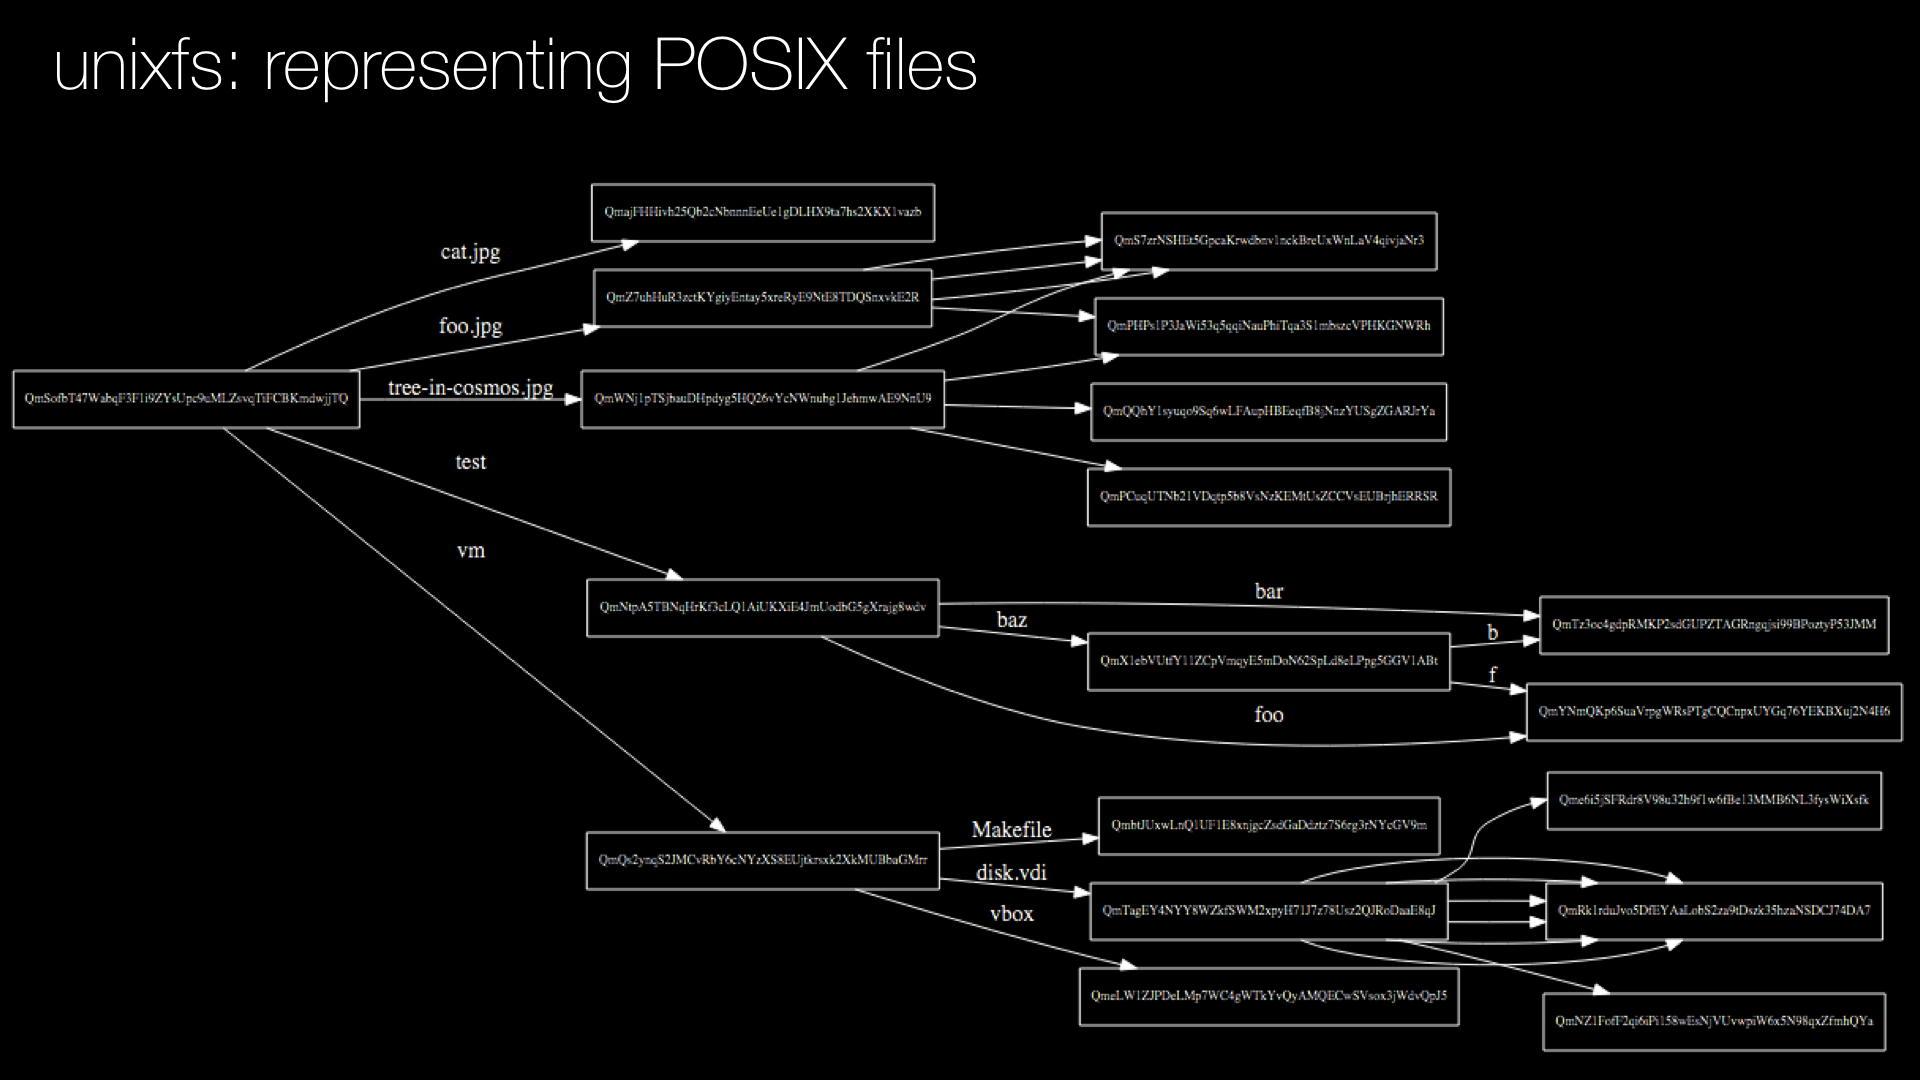 unixfs: representing POSIX files
QmajFHHivh25Qb2cNbnnnEeUe1gDLHX9ta7hs2XKX1vazb
cat.jpg
QmS7zrNSHEt5GpcaKrwdbnv1nckBreUxWnLaV4qivjaNr3
QmZ7uhHuR3zctKYgiyEntay5xreRyE9NtE8TDQSnxvkE2R
foo.jpg
QmPHPs1P3JaWi53q5qqiNauPhiTqa3S1mbszcVPHKGNWRh
tree-in-cosmos.jpg
QmSofbT47WabqF3F1i9ZYsUpc9uMLZsvqTiFCBKmdwjjTQ
QmWNj1pTSjbauDHpdyg5HQ26vYcNWnubg1JehmwAE9NnU9
QmQQhY1syuqo9Sq6wLFAupHBEeqfB8jNnzYUSgZGARJrYa
test
QmPCuqUTNb21VDqtp5b8VsNzKEMtUsZCCVsEUBrjhERRSR
vm
bar
QmNtpA5TBNqHrKf3cLQ1AiUKXiE4JmUodbG5gXrajg8wdv
baz
QmTz3oc4gdpRMKP2sdGUPZTAGRngqjsi99BPoztyP53JMM
b
QmX1ebVUtfY11ZCpVmqyE5mDoN62SpLd8eLPpg5GGV1ABt
f
foo
QmYNmQKp6SuaVrpgWRsPTgCQCnpxUYGq76YEKBXuj2N4H6
Qme6i5jSFRdr8V98u32h9f1w6fBe13MMB6NL3fysWiXsfk
Makefile
QmbtJUxwLnQ1UF1E8xnjgcZsdGaDdztz7S6rg3rNYcGV9m
QmQs2ynqS2JMCvRbY6cNYzXS8EUjtkrsxk2XkMUBbaGMrr
disk.vdi
vbox
QmTagEY4NYY8WZkfSWM2xpyH71J7z78Usz2QJRoDaaE8qJ
QmRk1rduJvo5DfEYAaLobS2za9tDszk35hzaNSDCJ74DA7
QmeLW1ZJPDeLMp7WC4gWTkYvQyAMQECwSVsox3jWdvQpJ5
QmNZ1FofF2qi6iPi158wEsNjVUvwpiW6x5N98qxZfmhQYa